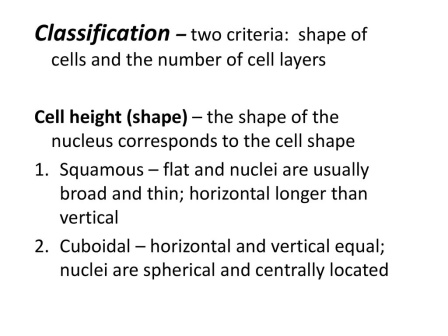 Classification – two criteria: shape of
cells and the number of cell layers
Cell height (shape) – the shape of the
nucleus corresponds to the cell shape
1. Squamous – flat and nuclei are usually
broad and thin; horizontal longer than
vertical
2. Cuboidal – horizontal and vertical equal;
nuclei are spherical and centrally located